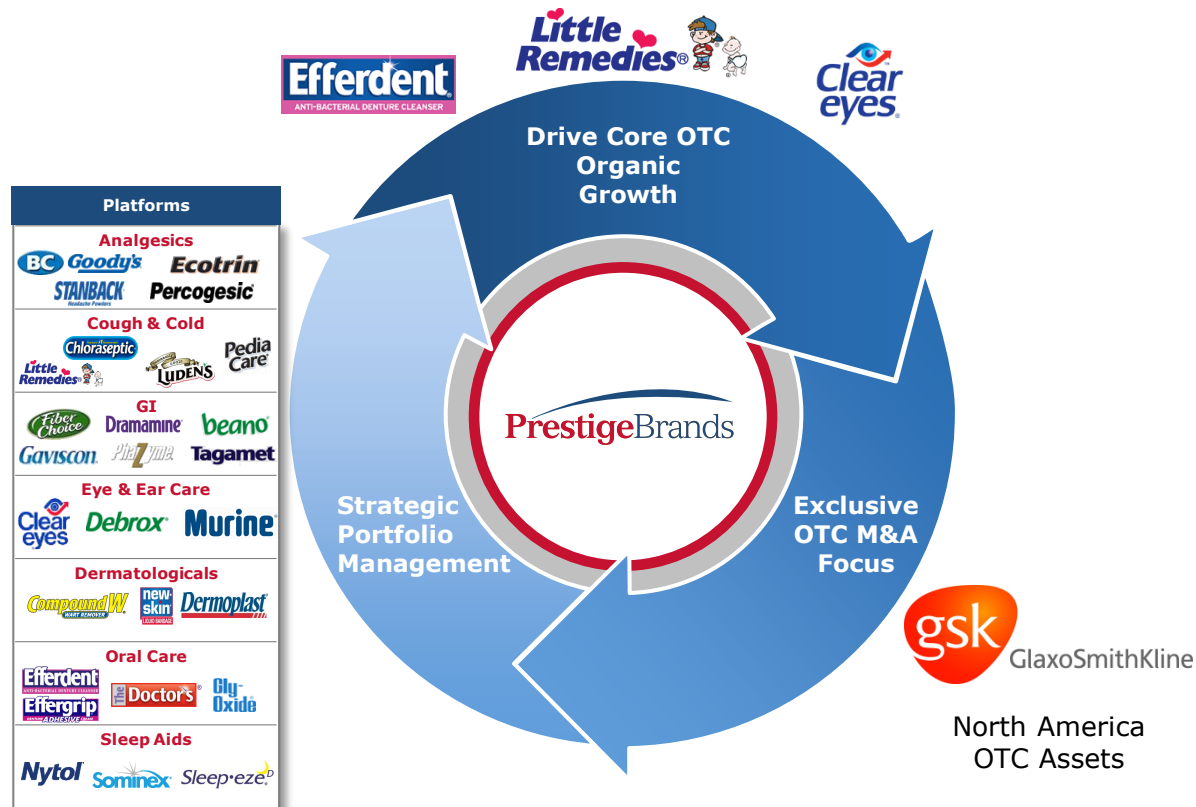 Little
Remedies®
Efferdent®
ANTI-BACTERIAL DENTURE CLEANSER
Clear
eyes®
Drive Core OTC
Organic
Growth
Platforms
Analgesics
BC Goody's Ecotrin
STANBACK Percogesic
Headache Powders
Cough & Cold
Chloraseptic
Little
Remedies®
LUDEN'S
Pedia
Care
GI
Fiber
Choice
Dramamine beano
GAVISCON. PhaZyme Tagamet
Eye & Ear Care
Clear
eyes
Debrox Murine
Dermatologicals
Compound W.
WART REMOVER
new-
skin
LIQUID BANDAGE
Dermoplast
Oral Care
Efferdent
ANTI-BACTERIAL DENTURE CLEANSER
Effergrip
DENTURE ADHESIVE CREAM
The Doctor's®
Gly-
Oxide
Sleep Aids
Nytol Sominex Sleep•eze D
PrestigeBrands
Strategic
Portfolio
Management
Exclusive
OTC M&A
Focus
gsk
GlaxoSmithKline
North America
OTC Assets